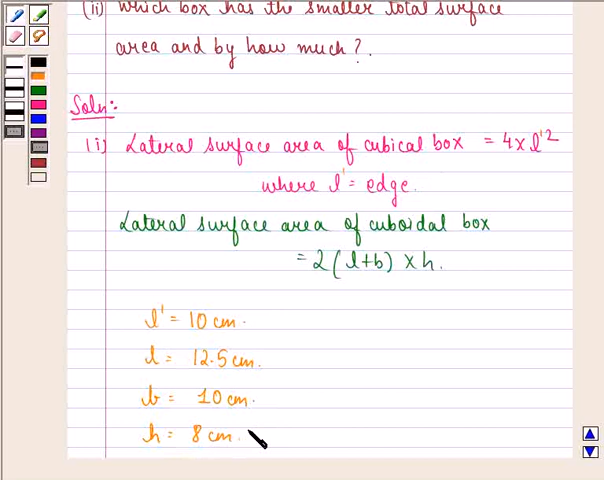 (ii) Which box has the smaller total surface
area and by how much?.
Soln:
(i) Lateral surface area of cubical box = 4 x l'²
where l' = edge.
Lateral surface area of cuboidal box
= 2 (l+b) x h.
l' = 10 cm.
l = 12.5 cm.
b = 10 cm.
h = 8 cm.